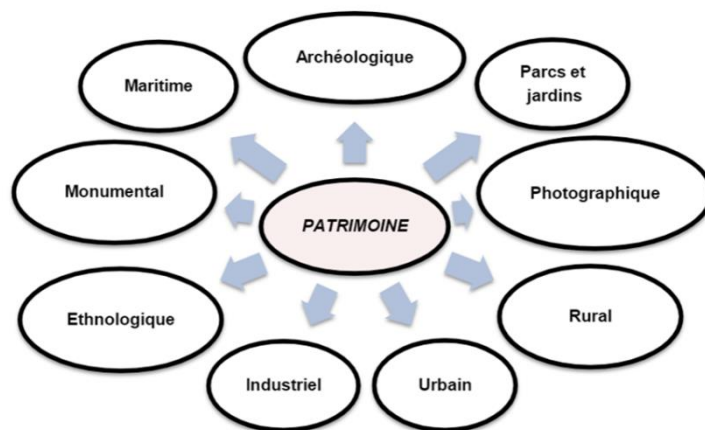 Archéologique
Maritime
Parcs et
jardins
Monumental
Photographique
PATRIMOINE
Ethnologique
Rural
Industriel
Urbain